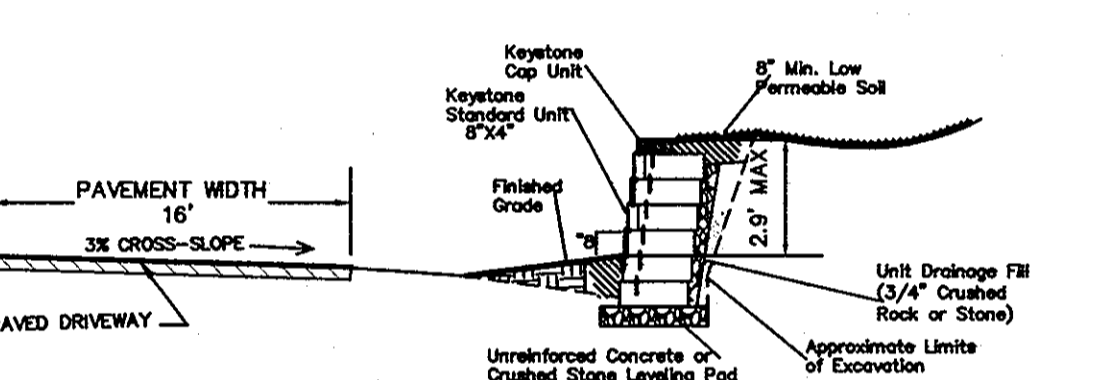 Keystone
Cap Unit
8" Min. Low
Permeable Soil
Keystone
Standard Unit
8"X4"
PAVEMENT WIDTH
16'
Finished
Grade
3% CROSS-SLOPE
8"
2.9' MAX
Unit Drainage Fill
(3/4" Crushed
Rock or Stone)
AVED DRIVEWAY
Unreinforced Concrete or
Crushed Stone Leveling Pad
Approximate Limits
of Excavation